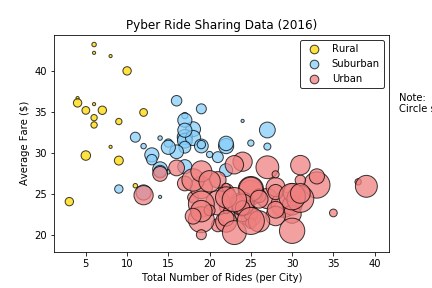 Pyber Ride Sharing Data (2016)
Average Fare ($)
40
35
30
25
20
5
10
15
20
25
30
35
40
Total Number of Rides (per City)
Rural
Suburban
Urban
Note:
Circle